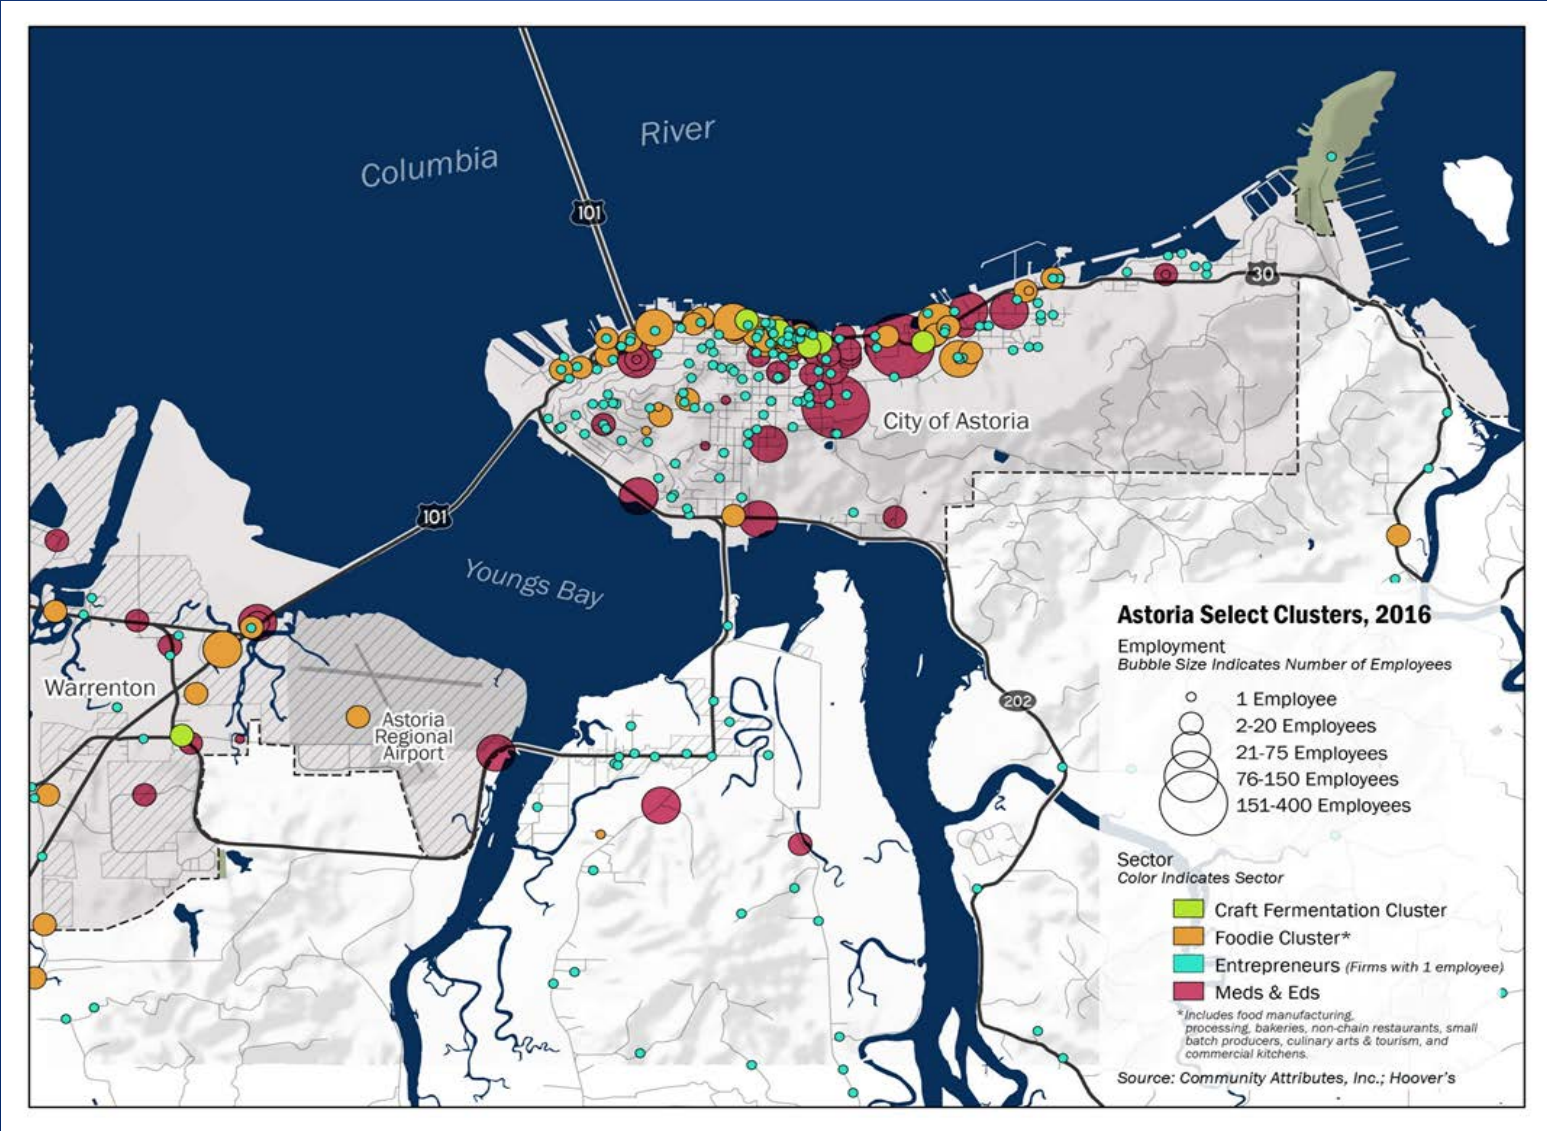 Columbia
River
101
30
City of Astoria
101
Youngs Bay
Warrenton
Astoria
Regional
Airport
202
Astoria Select Clusters, 2016
Employment
Bubble Size Indicates Number of Employees
1 Employee
2-20 Employees
21-75 Employees
76-150 Employees
151-400 Employees
Sector
Color Indicates Sector
Craft Fermentation Cluster
Foodie Cluster*
Entrepreneurs (Firms with 1 employee)
Meds & Eds
*Includes food manufacturing,
processing, bakeries, non-chain restaurants, small
batch producers, culinary arts & tourism, and
commercial kitchens.
Source: Community Attributes, Inc.; Hoover's